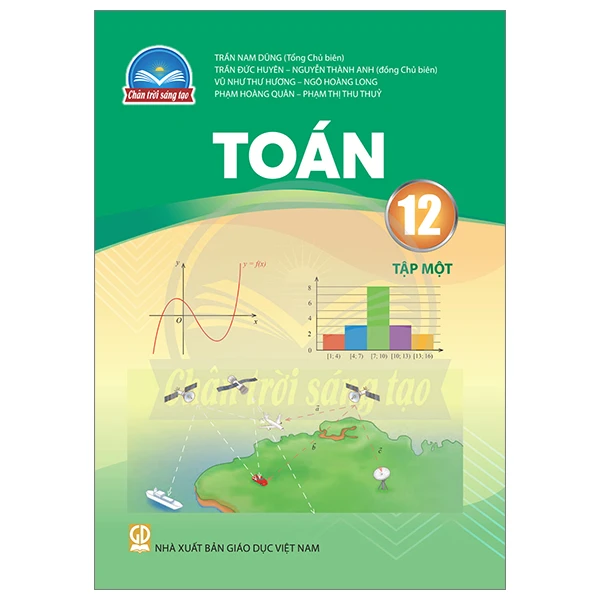 TRẦN NAM DŨNG (Tổng Chủ biên)
TRẦN ĐỨC HUYÊN – NGUYỄN THÀNH ANH (đồng Chủ biên)
VŨ NHƯ THƯ HƯƠNG – NGÔ HOÀNG LONG
PHẠM HOÀNG QUÂN – PHẠM THỊ THU THUỶ
Chân trời sáng tạo
TOÁN
12
TẬP MỘT
y
y = f(x)
O
x
8
6
4
2
0
[1; 4) [4; 7) [7; 10) [10; 13) [13; 16)
Chân trời sáng tạo
a
b
c
GD
NHÀ XUẤT BẢN GIÁO DỤC VIỆT NAM